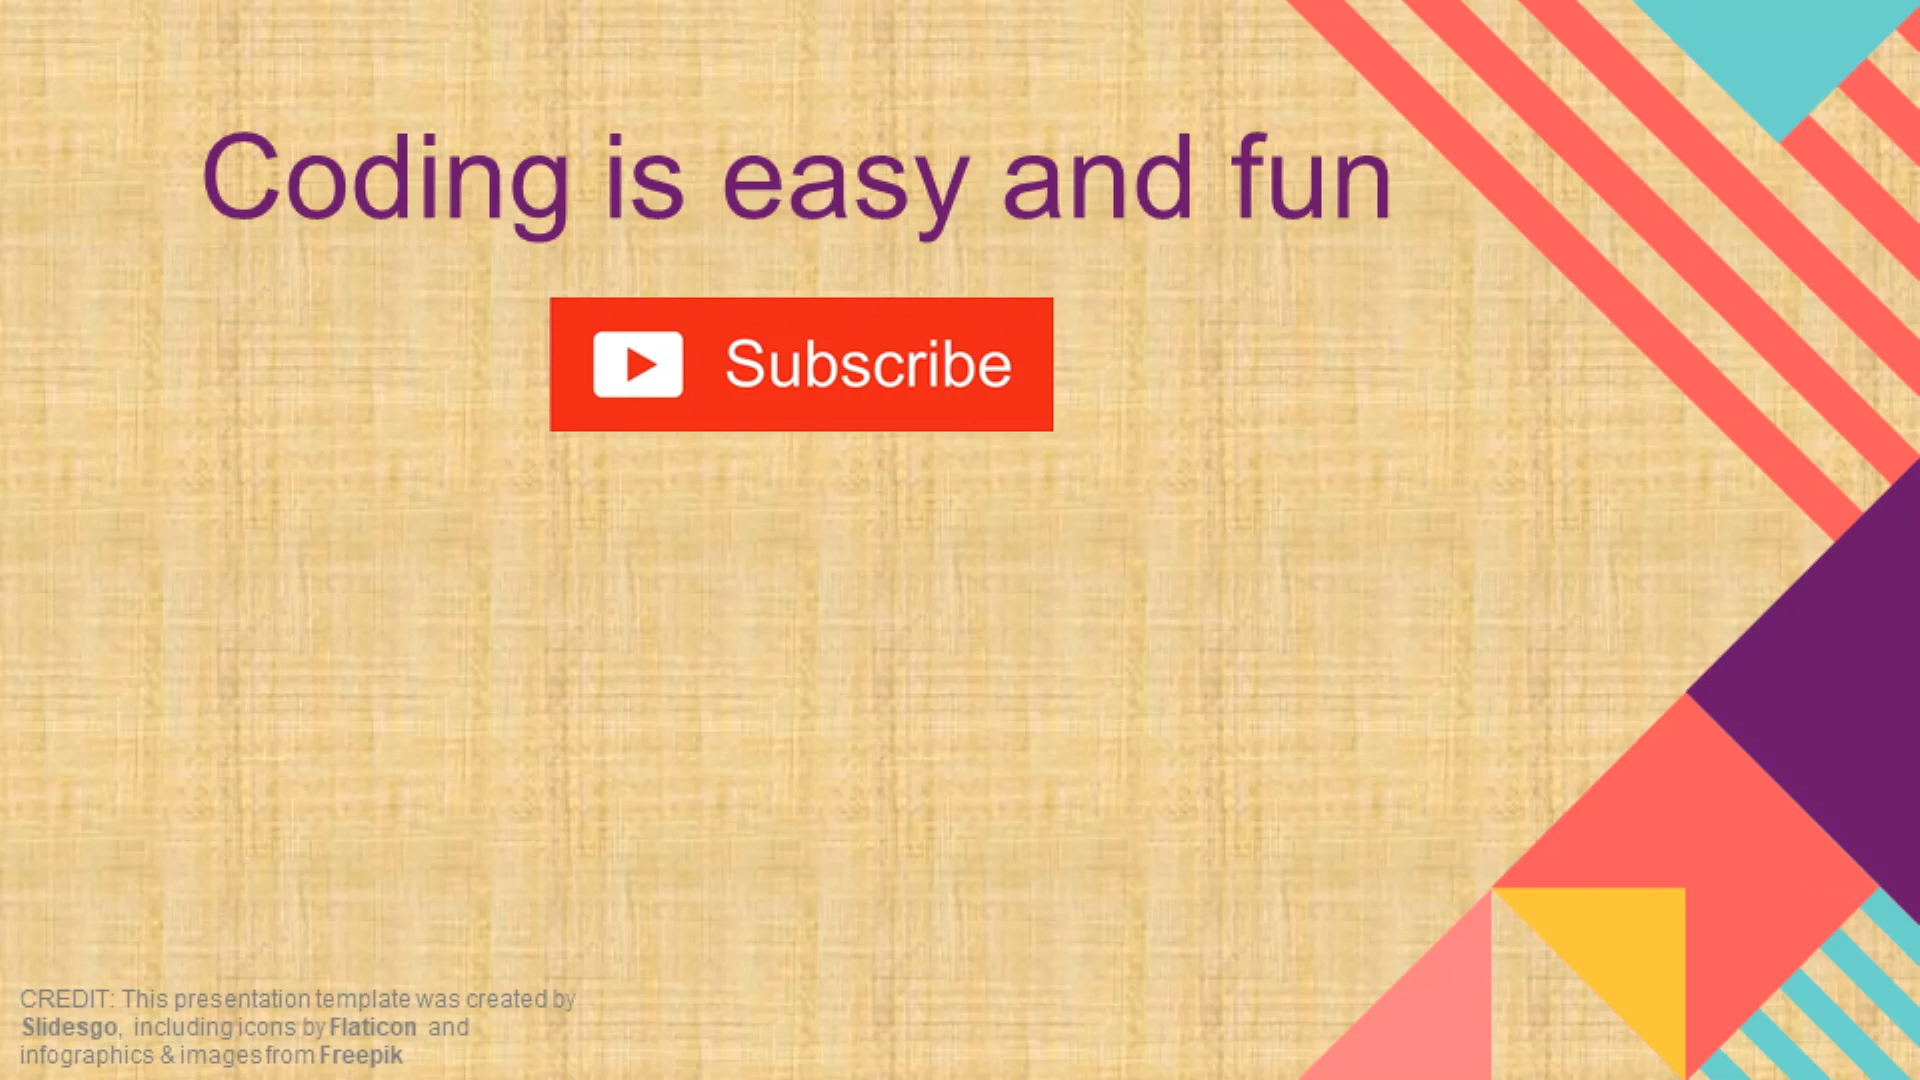 Coding is easy and fun
Subscribe
CREDIT: This presentation template was created by
Slidesgo, including icons by Flaticon and
infographics & images from Freepik